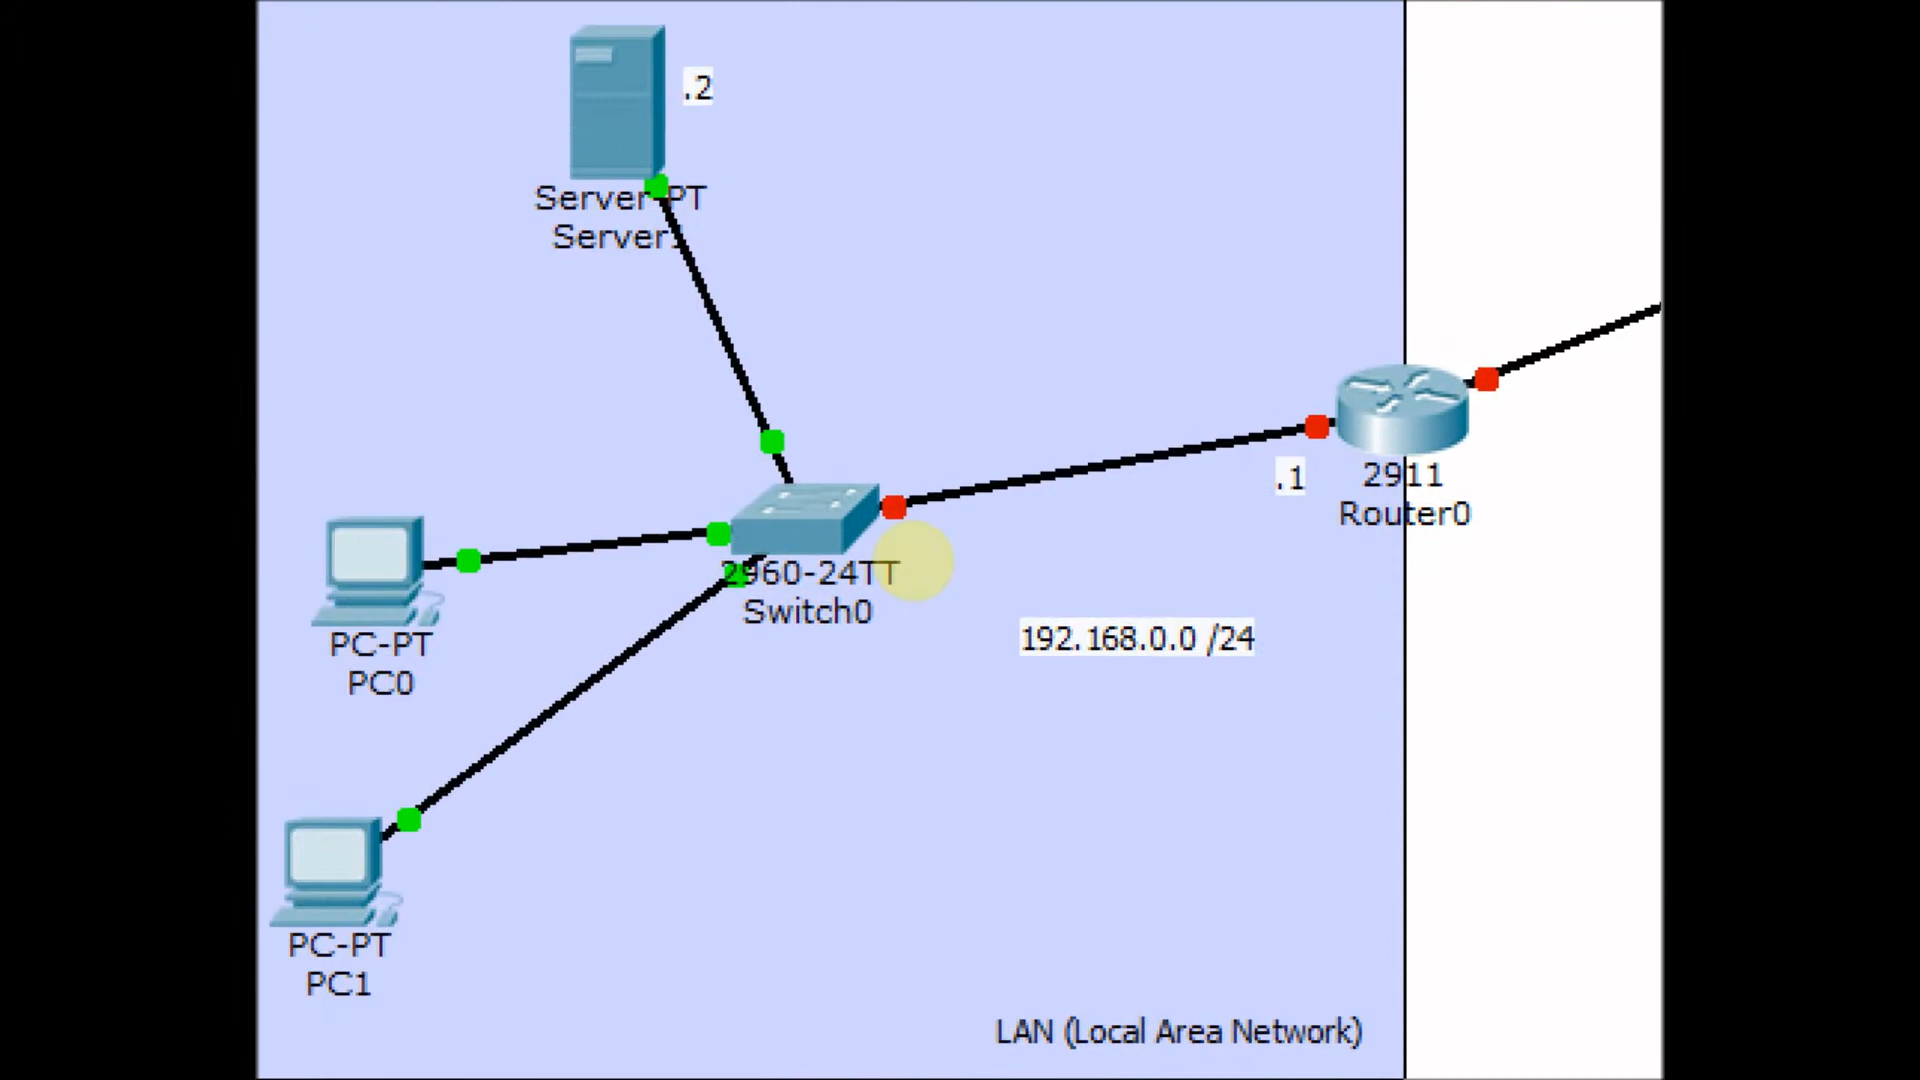 .2
Server-PT
Server1
.1
2911
Router0
2960-24TT
Switch0
192.168.0.0 /24
PC-PT
PC0
PC-PT
PC1
LAN (Local Area Network)